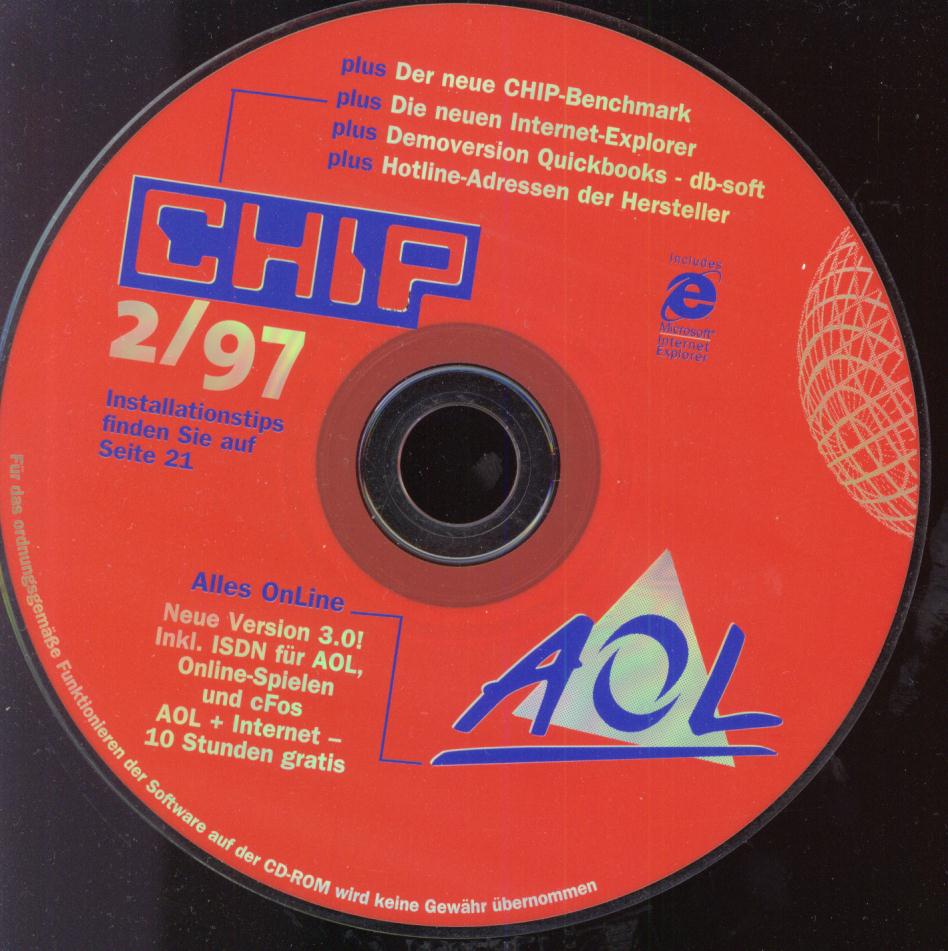 plus Der neue CHIP-Benchmark
plus Die neuen Internet-Explorer
plus Demoversion Quickbooks - db-soft
plus Hotline-Adressen der Hersteller
CHIP
2/97
Installationstips
finden Sie auf
Seite 21
Includes
e
Microsoft®
Internet
Explorer
Alles OnLine
Neue Version 3.0!
Inkl. ISDN für AOL,
Online-Spielen
und cFos
AOL + Internet –
10 Stunden gratis
AOL
Für das ordnungsgemäße Funktionieren der Software auf der CD-ROM wird keine Gewähr übernommen